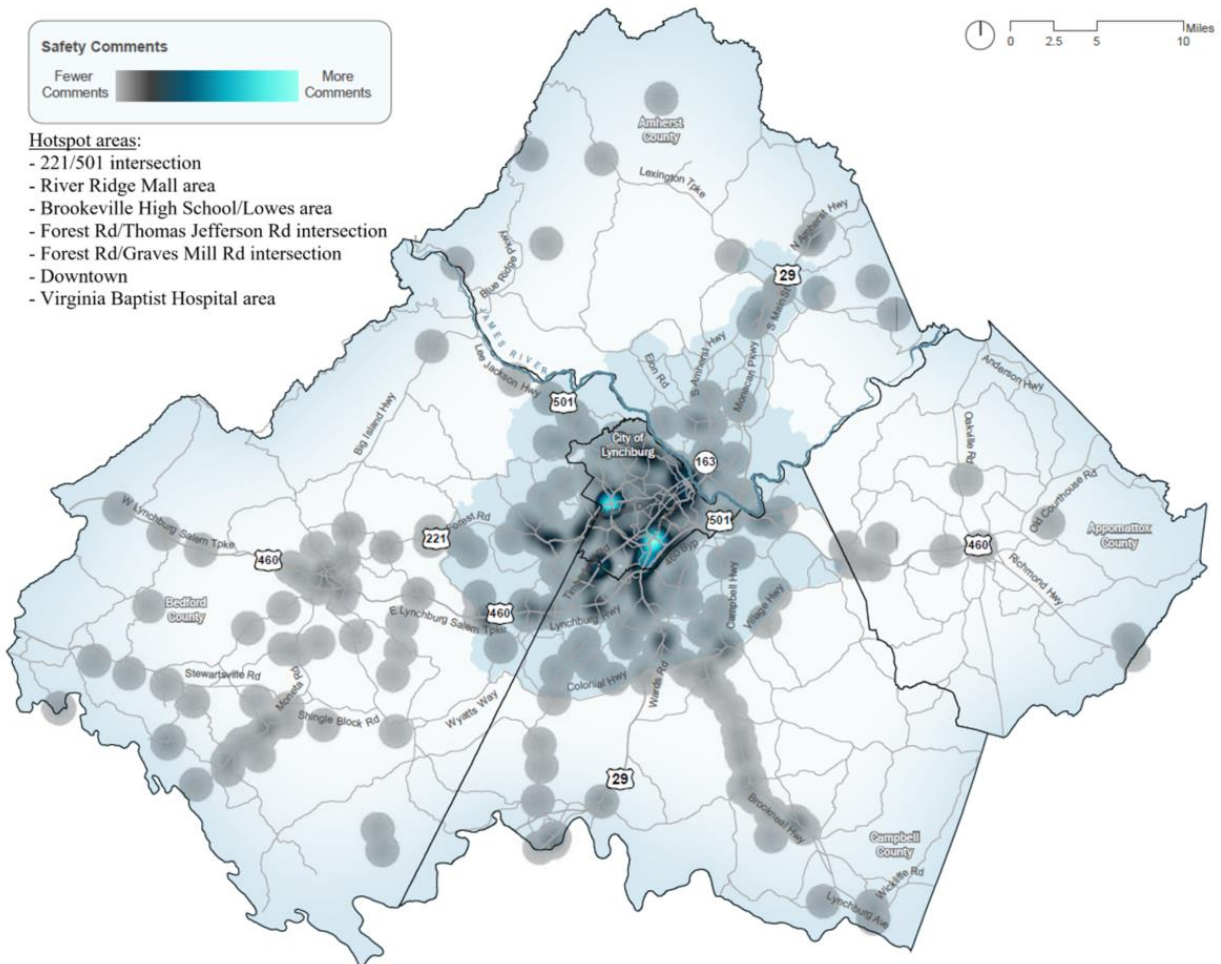 Safety Comments
Fewer
Comments
More
Comments
Hotspot areas:
- 221/501 intersection
- River Ridge Mall area
- Brookeville High School/Lowes area
- Forest Rd/Thomas Jefferson Rd intersection
- Forest Rd/Graves Mill Rd intersection
- Downtown
- Virginia Baptist Hospital area
0
2.5
5
10
Miles
Amherst
County
Lexington Tpke
N Amherst Hwy
29
S Main St
Blue Ridge Pkwy
JAMES RIVER
Lee Jackson Hwy
Elon Rd
S Amherst Hwy
Monacan Pkwy
Anderson Hwy
501
Big Island Hwy
City of
Lynchburg
163
Oakville Rd
Old Courthouse Rd
Appomattox
County
W Lynchburg Salem Tpke
221
Forest Rd
501
460
460
Richmond Hwy
460 byp
Bedford
County
460
E Lynchburg Salem Tpke
Lynchburg Hwy
Campbell Hwy
Village Hwy
Stewartsville Rd
Moneta Rd
Colonial Hwy
Wards Rd
Shingle Block Rd
Wyatts Way
29
Brookneal Hwy
Campbell
County
Wickliffe Rd
Lynchburg Ave